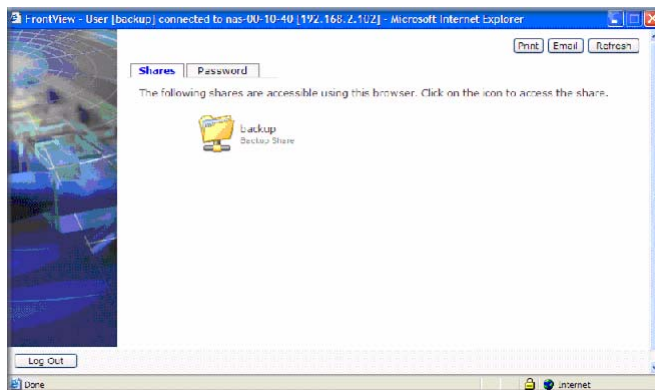 FrontView - User [backup] connected to nas-00-10-40 [192.168.2.102] - Microsoft Internet Explorer
Print Email Refresh
Shares Password
The following shares are accessible using this browser. Click on the icon to access the share.
backup
Backup Share
Log Out
Done Internet